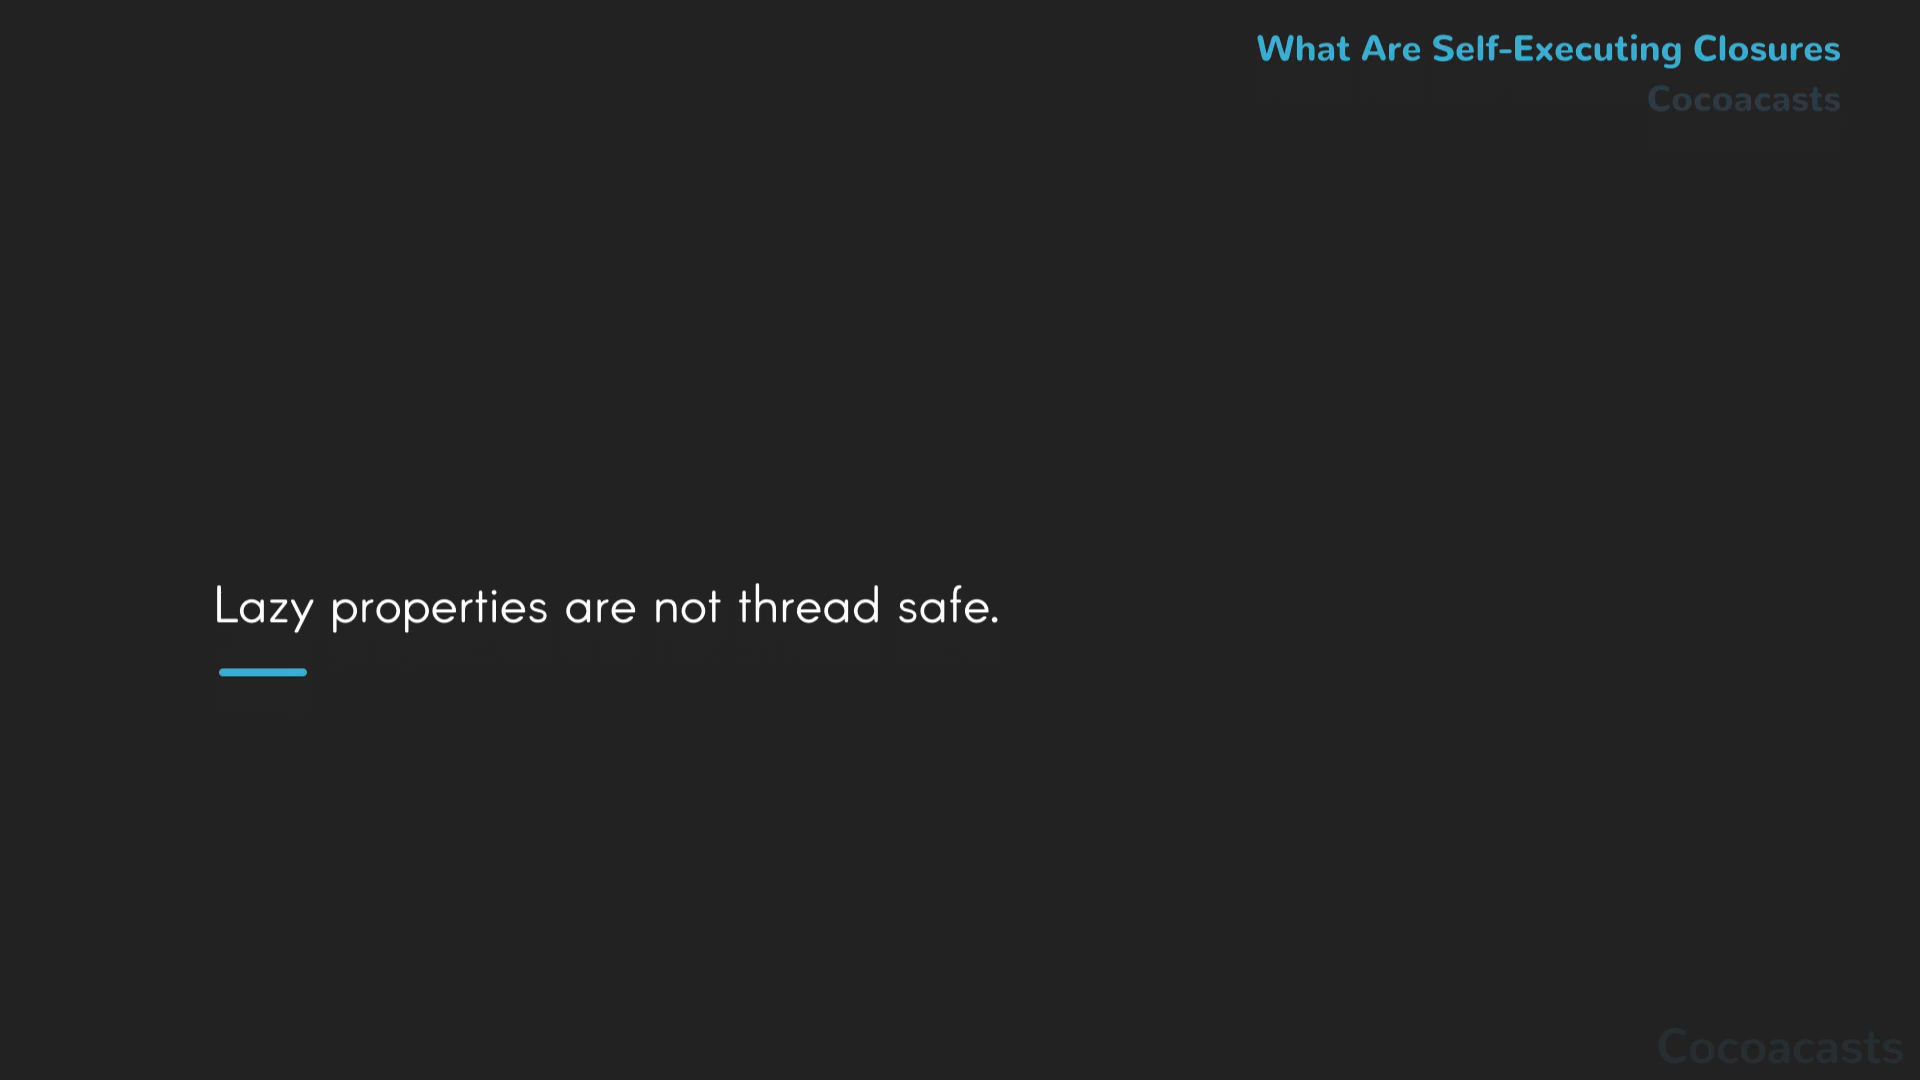 What Are Self-Executing Closures
Cocoacasts
Lazy properties are not thread safe.
Cocoacasts